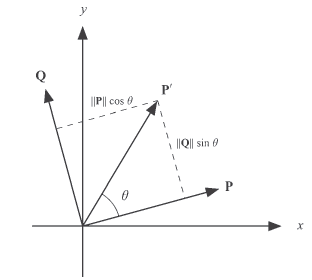 y
Q
‖P‖ cos θ
P′
‖Q‖ sin θ
θ
P
x